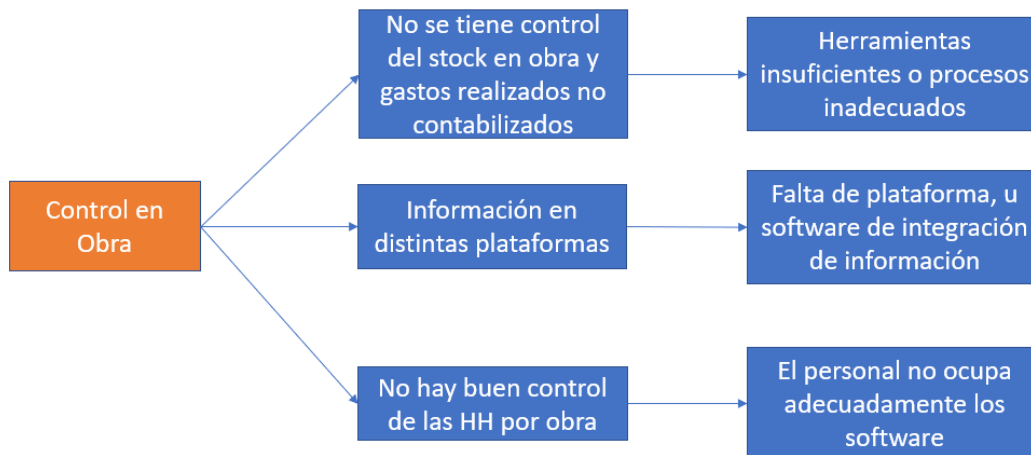 No se tiene control
del stock en obra y
gastos realizados no
contabilizados
Herramientas
insuficientes o procesos
inadecuados
Control en
Obra
Información en
distintas plataformas
Falta de plataforma, u
software de integración
de información
No hay buen control
de las HH por obra
El personal no ocupa
adecuadamente los
software